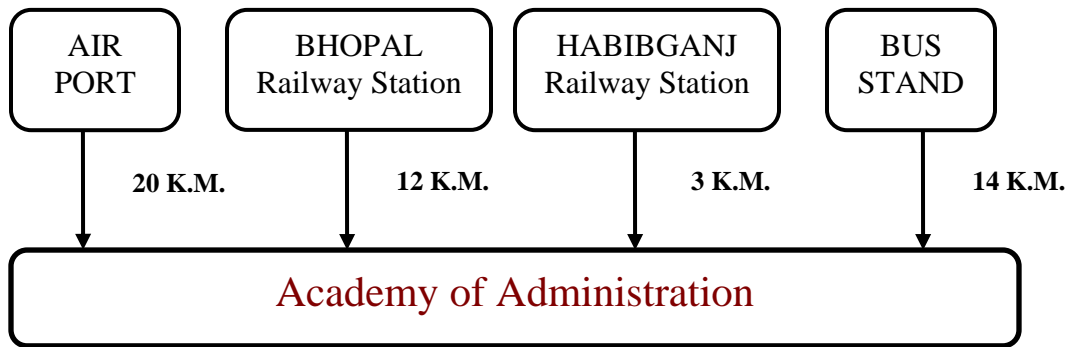 AIR
PORT
BHOPAL
Railway Station
HABIBGANJ
Railway Station
BUS
STAND
20 K.M.
12 K.M.
3 K.M.
14 K.M.
Academy of Administration